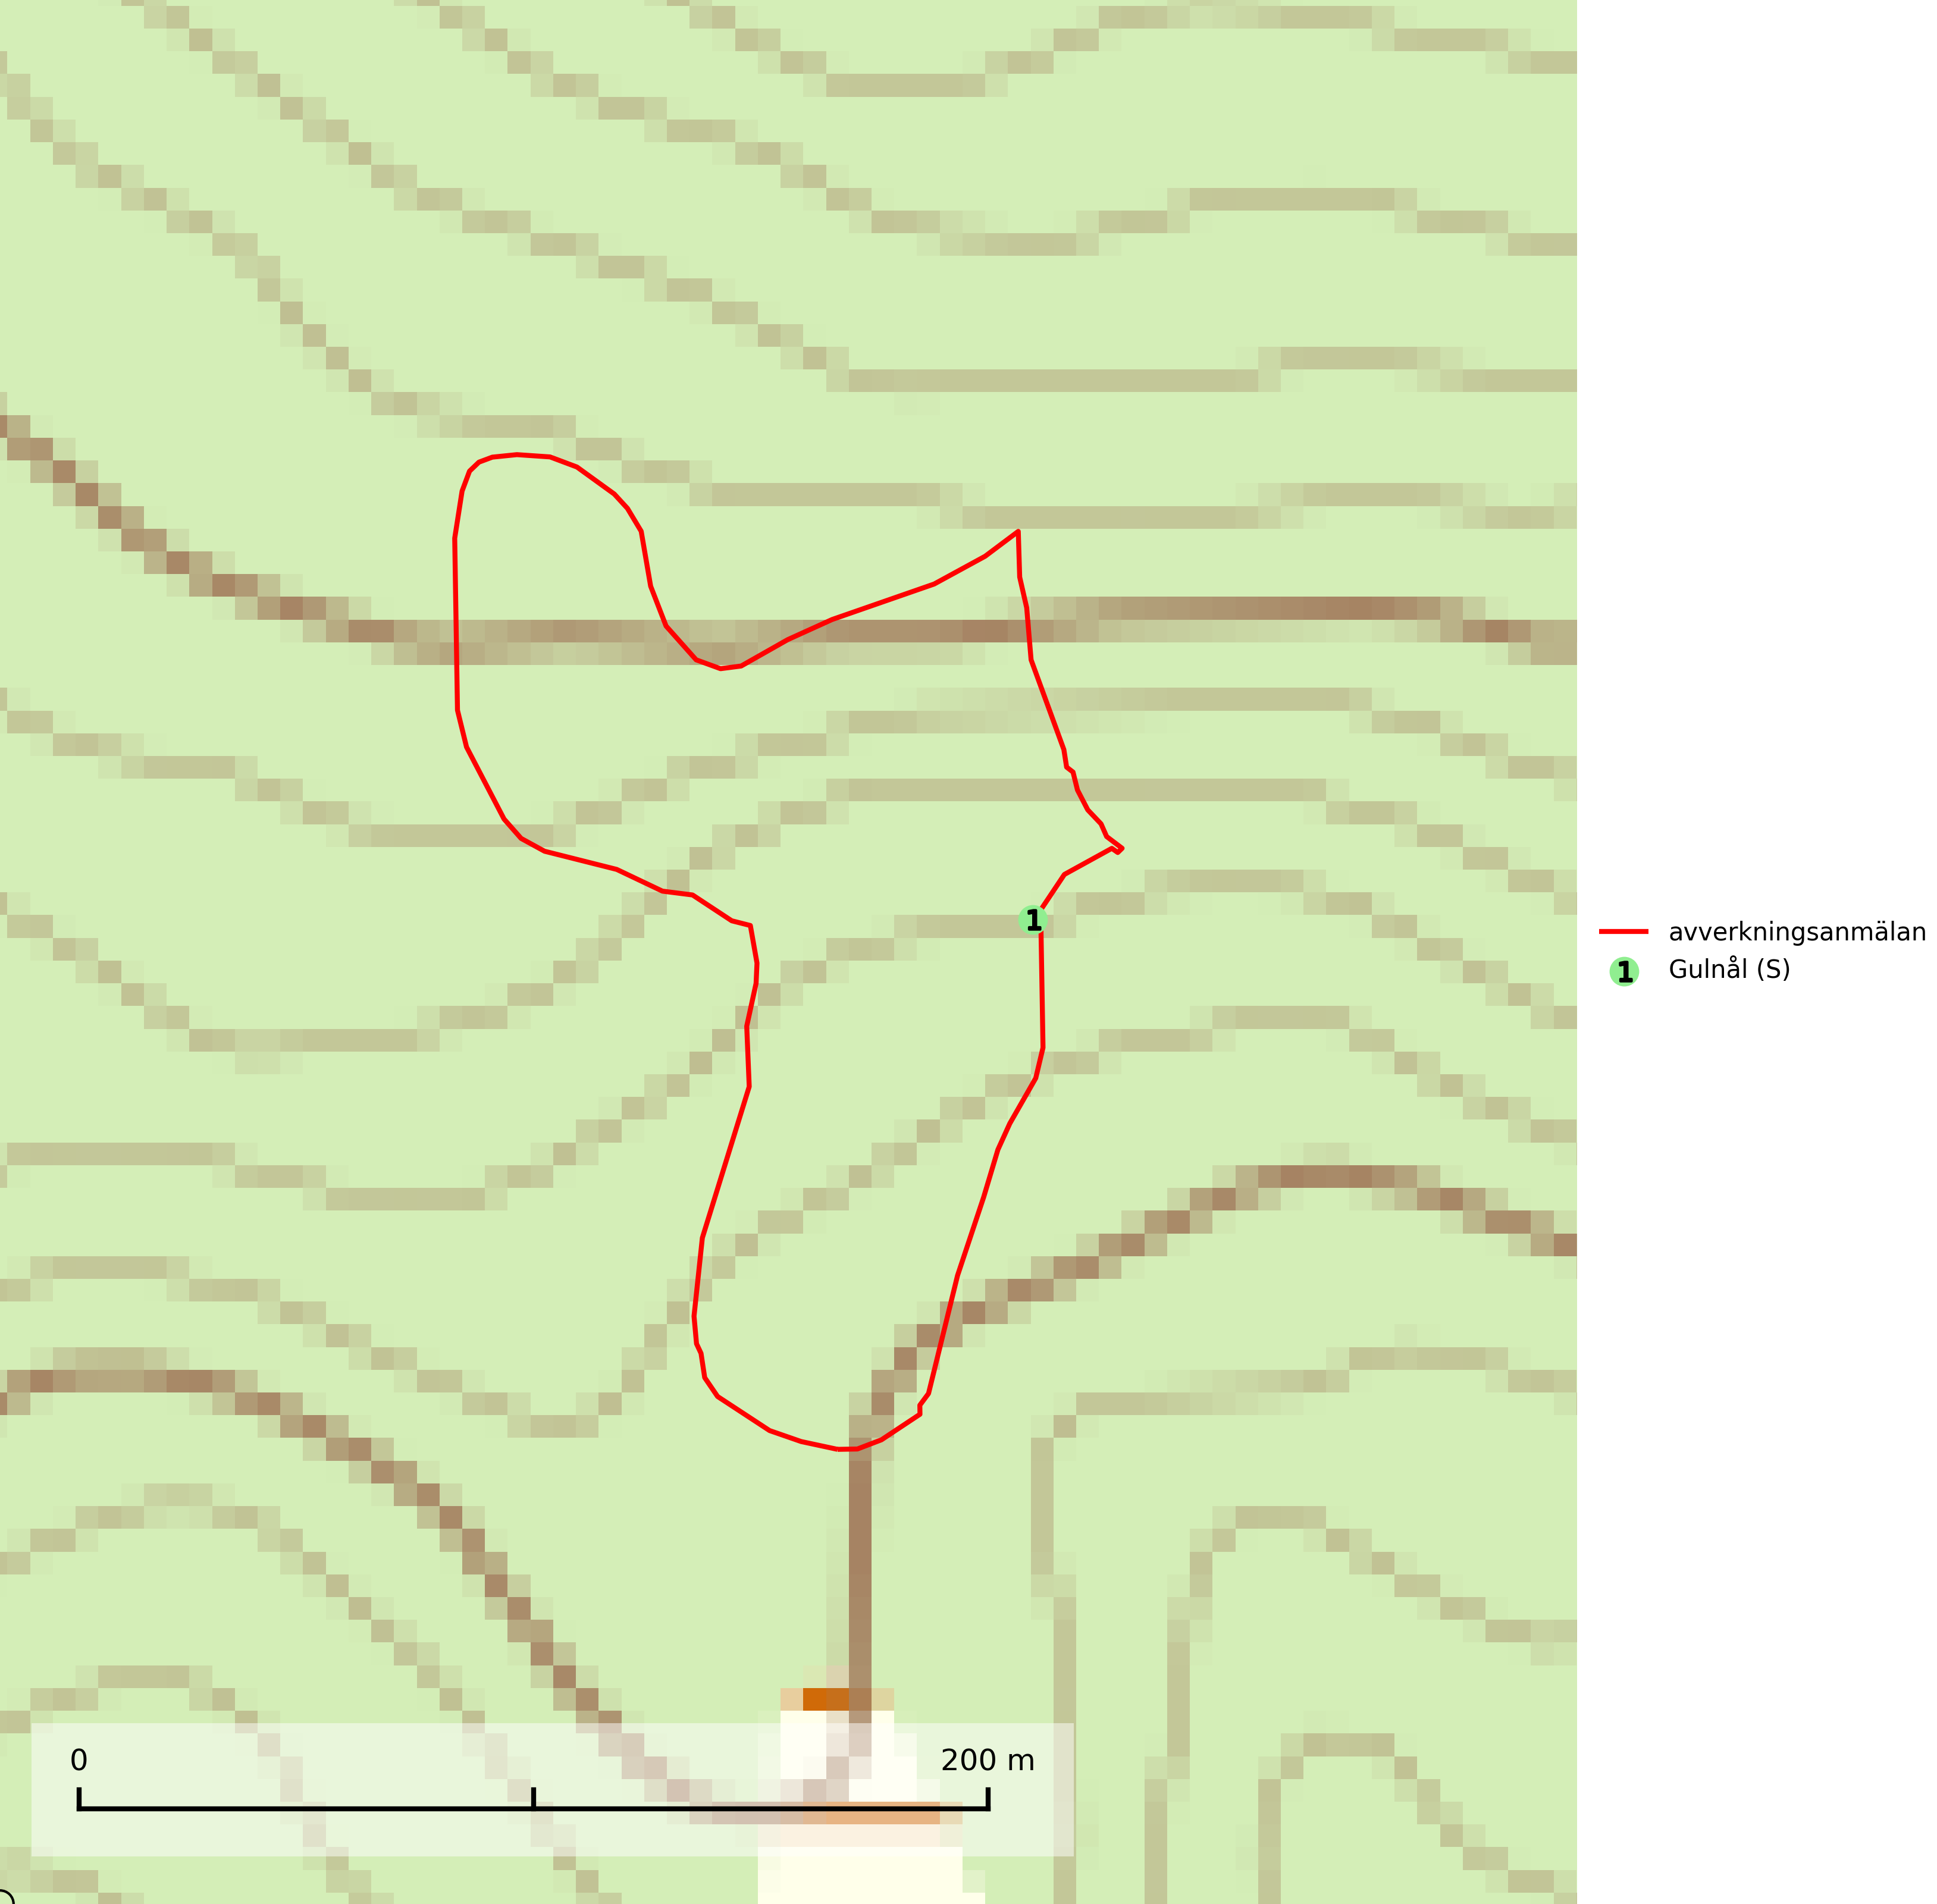 1
avverkningsanmälan
1 Gulnål (S)
0 200 m